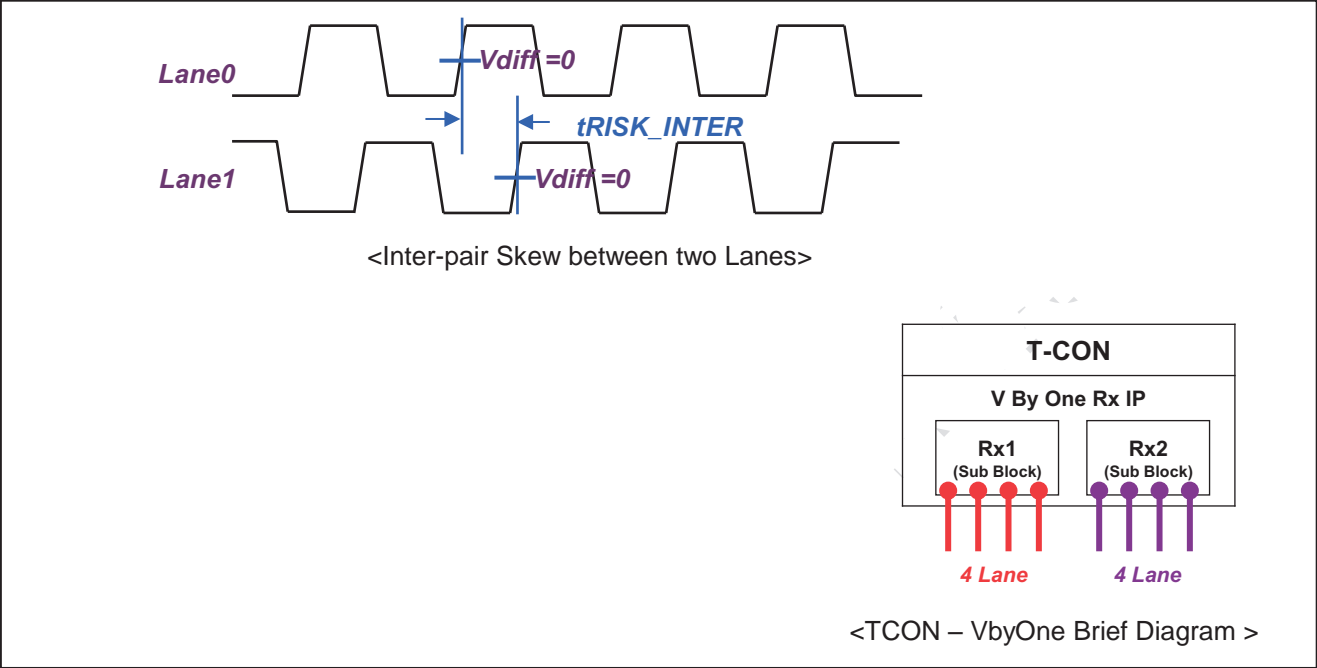 Lane0
Vdiff =0
tRISK_INTER
Lane1
Vdiff =0
<Inter-pair Skew between two Lanes>
T-CON
V By One Rx IP
Rx1
(Sub Block)
Rx2
(Sub Block)
4 Lane
4 Lane
<TCON – VbyOne Brief Diagram >